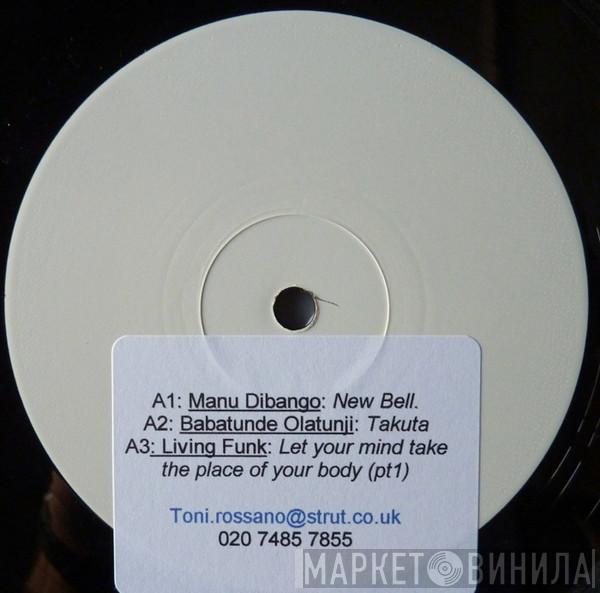 A1: Manu Dibango: New Bell.
A2: Babatunde Olatunji: Takuta
A3: Living Funk: Let your mind take
the place of your body (pt1)
Toni.rossano@strut.co.uk
020 7485 7855
МАРКЕТ ВИНИЛА